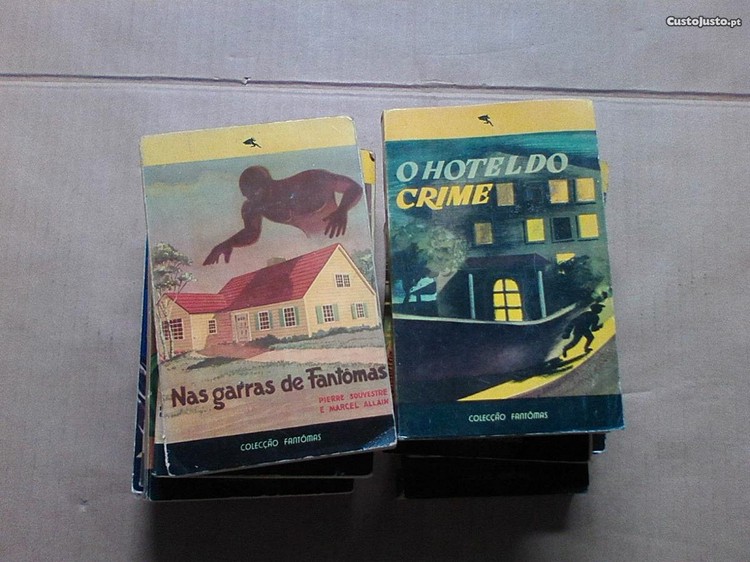 CustoJusto.pt
Nas garras de Fantômas
PIERRE SOUVESTRE
E MARCEL ALLAIN
COLECÇÃO FANTÔMAS
O HOTEL DO
CRIME
COLECÇÃO FANTÔMAS